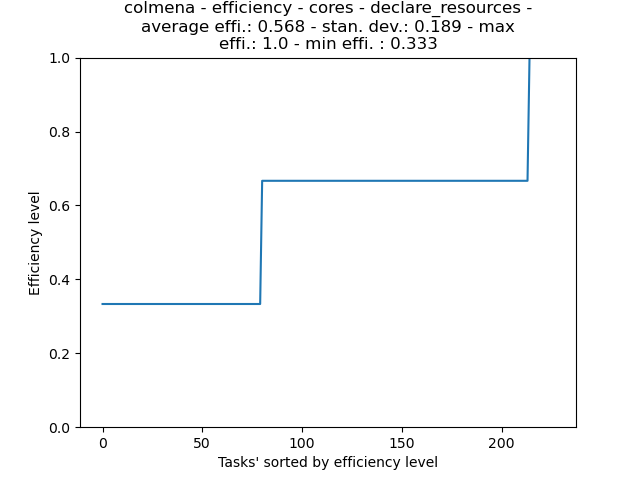 colmena - efficiency - cores - declare_resources -
average effi.: 0.568 - stan. dev.: 0.189 - max
effi.: 1.0 - min effi. : 0.333
1.0
0.8
0.6
0.4
0.2
0.0
Efficiency level
0 50 100 150 200
Tasks' sorted by efficiency level